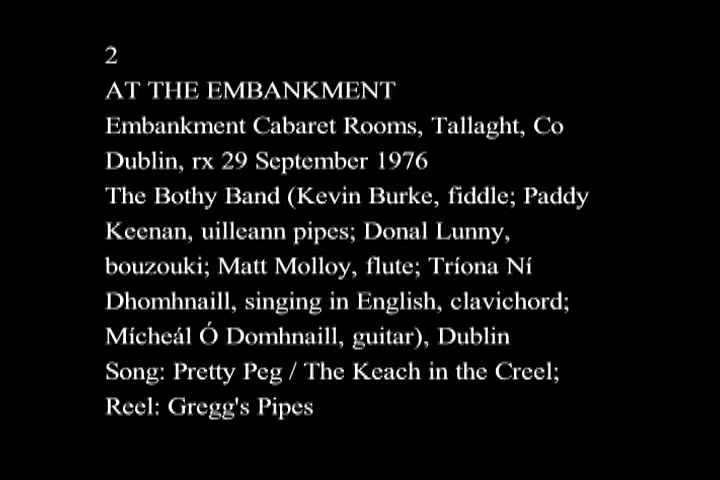 2
AT THE EMBANKMENT
Embankment Cabaret Rooms, Tallaght, Co
Dublin, rx 29 September 1976
The Bothy Band (Kevin Burke, fiddle; Paddy
Keenan, uilleann pipes; Donal Lunny,
bouzouki; Matt Molloy, flute; Tríona Ní
Dhomhnaill, singing in English, clavichord;
Mícheál Ó Domhnaill, guitar), Dublin
Song: Pretty Peg / The Keach in the Creel;
Reel: Gregg's Pipes